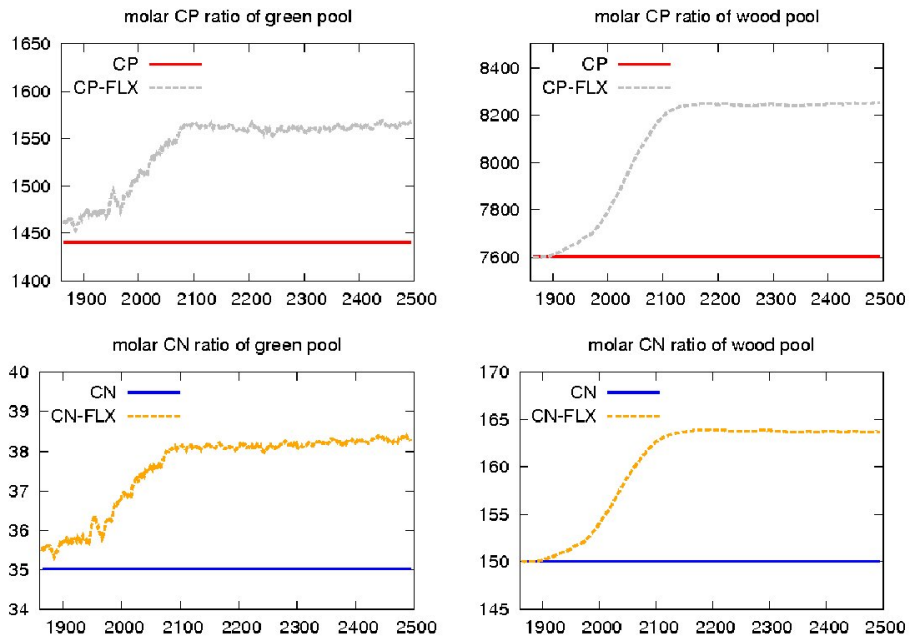 molar CP ratio of green pool
1650
1600
1550
1500
1450
1400
CP
CP-FLX
1900 2000 2100 2200 2300 2400 2500
molar CP ratio of wood pool
8400
8200
8000
7800
7600
CP
CP-FLX
1900 2000 2100 2200 2300 2400 2500
molar CN ratio of green pool
40
39
38
37
36
35
34
CN
CN-FLX
1900 2000 2100 2200 2300 2400 2500
molar CN ratio of wood pool
170
165
160
155
150
145
CN
CN-FLX
1900 2000 2100 2200 2300 2400 2500